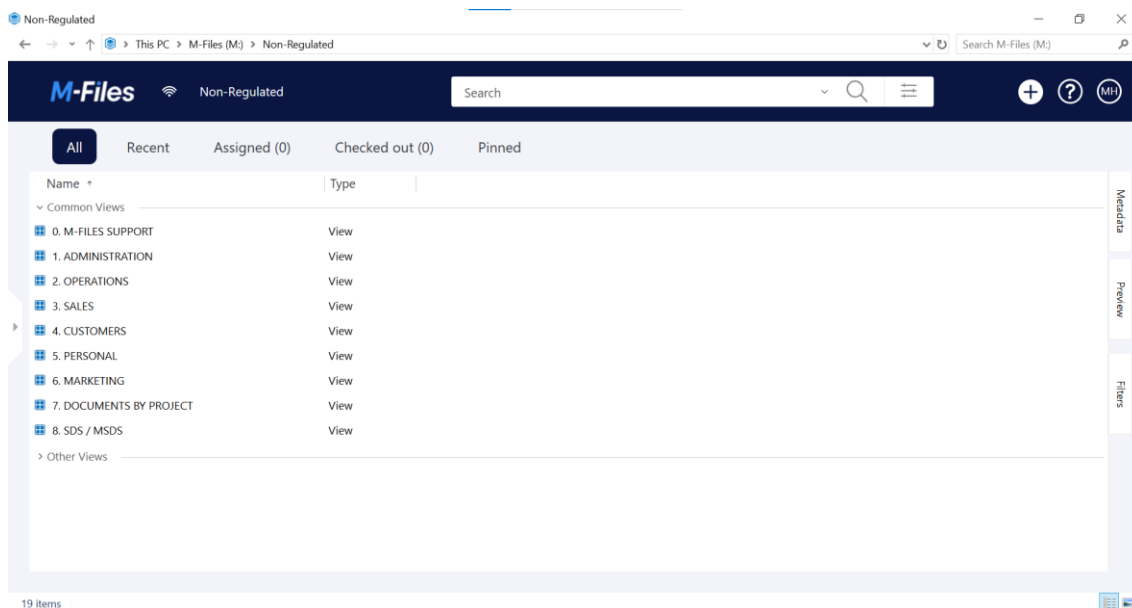 Non-Regulated
This PC > M-Files (M:) > Non-Regulated
Search M-Files (M:)
M-Files Non-Regulated Search MH
All Recent Assigned (0) Checked out (0) Pinned
Name Type
Common Views
0. M-FILES SUPPORT View
1. ADMINISTRATION View
2. OPERATIONS View
3. SALES View
4. CUSTOMERS View
5. PERSONAL View
6. MARKETING View
7. DOCUMENTS BY PROJECT View
8. SDS / MSDS View
Other Views
Metadata
Preview
Filters
19 items